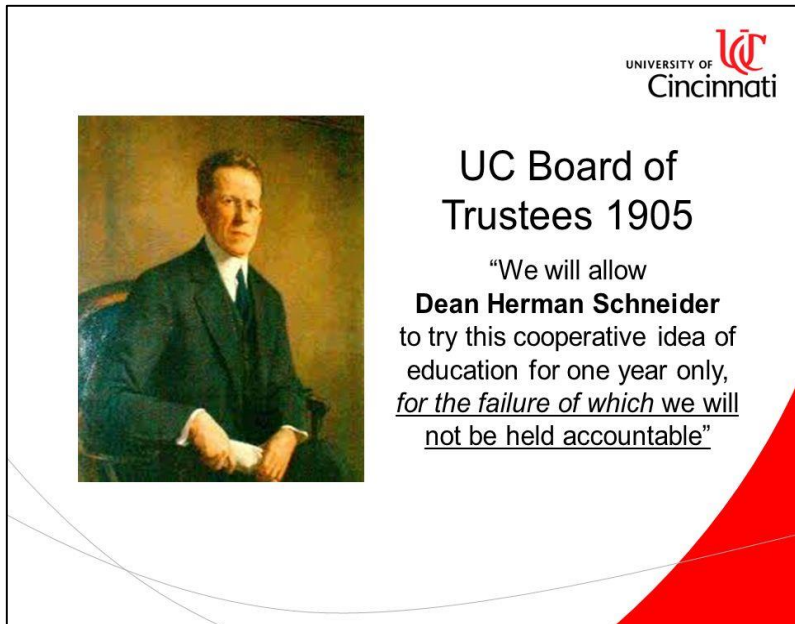 UNIVERSITY OF
Cincinnati
UC Board of
Trustees 1905
“We will allow
Dean Herman Schneider
to try this cooperative idea of
education for one year only,
for the failure of which we will
not be held accountable”